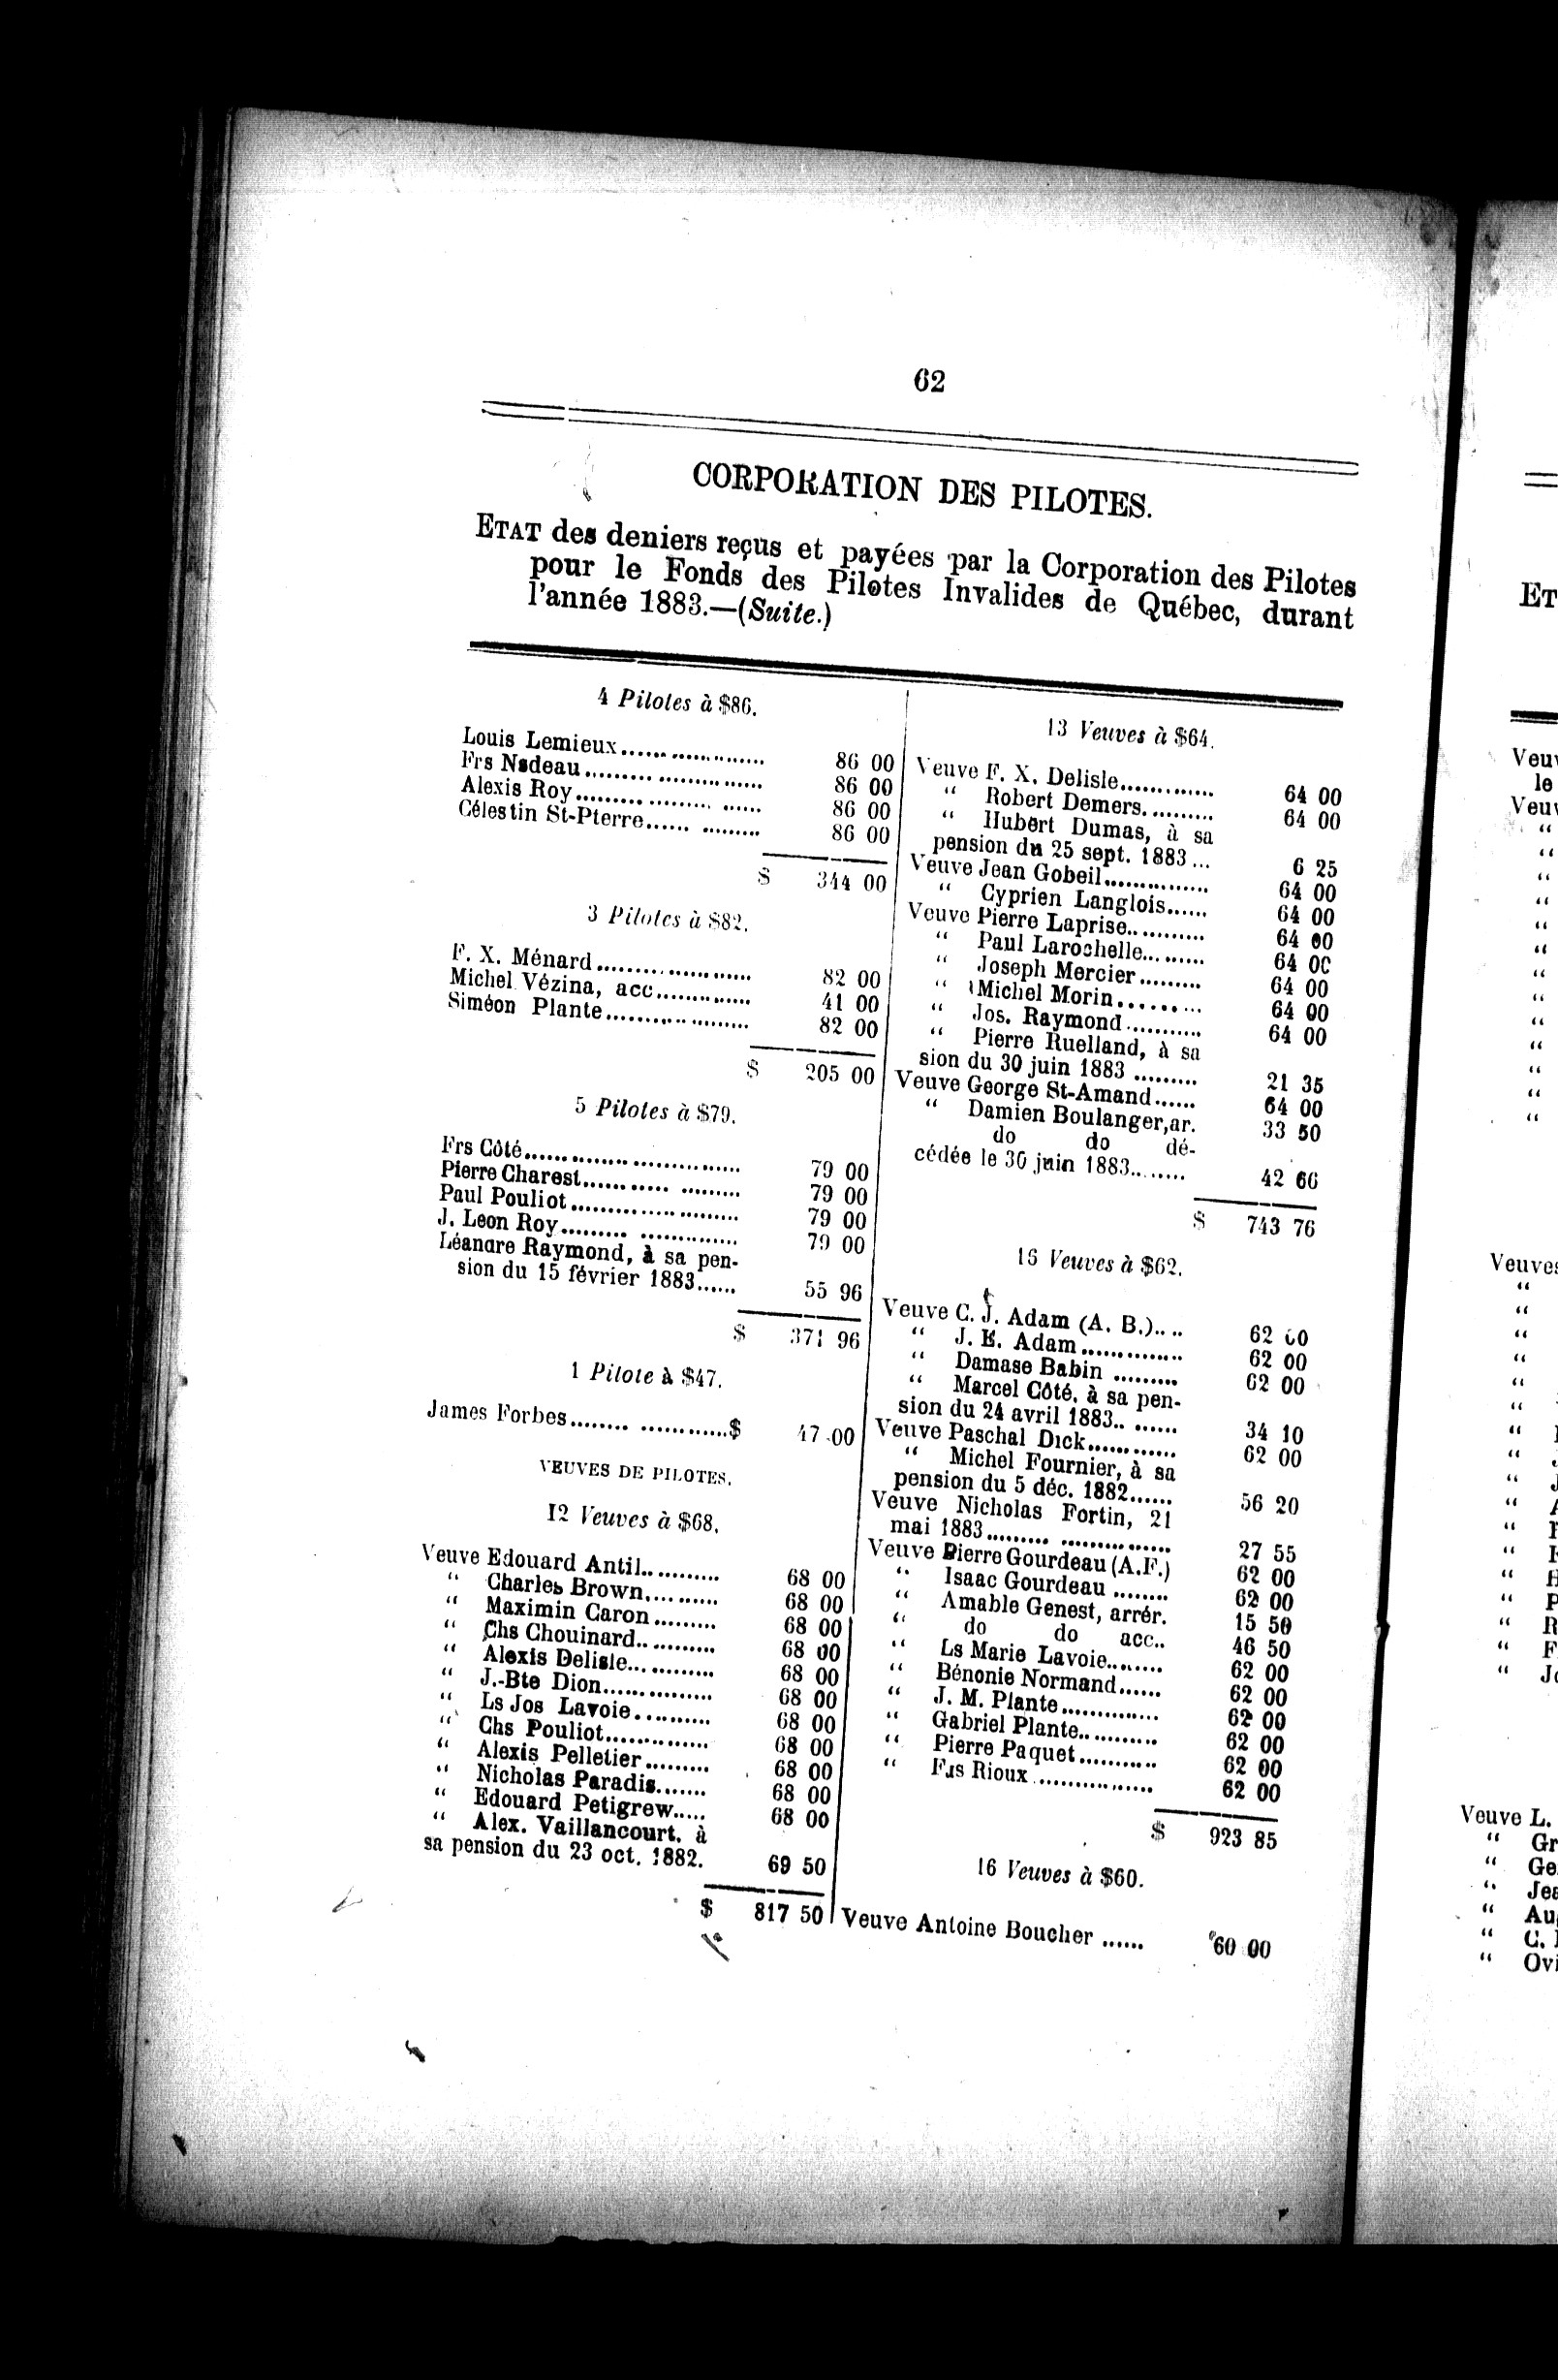 62
CORPORATION DES PILOTES.
ETAT des deniers reçus et payées par la Corporation des Pilotes
pour le Fonds des Pilotes Invalides de Québec, durant
l'année 1883.—(Suite.)
4 Pilotes à $86.
Louis Lemieux.................. 86 00
Frs Nadeau.................. 86 00
Alexis Roy.................. 86 00
Célestin St-Pierre............... 86 00
$ 344 00
3 Pilotes à $82.
F. X. Ménard.................. 82 00
Michel Vézina, acc............ 41 00
Siméon Plante.................. 82 00
$ 205 00
5 Pilotes à $79.
Frs Côté........................ 79 00
Pierre Charest.................. 79 00
Paul Pouliot.................. 79 00
J. Leon Roy.................. 79 00
Léandre Raymond, à sa pen-
sion du 15 février 1883...... 55 96
$ 371 96
1 Pilote à $47.
James Forbes..................$ 47 00
VEUVES DE PILOTES.
12 Veuves à $68.
Veuve Edouard Antil........... 68 00
“ Charles Brown.......... 68 00
“ Maximin Caron......... 68 00
“ Chs Chouinard.......... 68 00
“ Alexis Delisle............ 68 00
“ J.-Bte Dion............... 68 00
“ Ls Jos Lavoie.......... 68 00
“ Chs Pouliot.............. 68 00
“ Alexis Pelletier......... 68 00
“ Nicholas Paradis....... 68 00
“ Edouard Petigrew..... 68 00
“ Alex. Vaillancourt, à
sa pension du 23 oct. 1882. 69 50
$ 817 50
13 Veuves à $64.
Veuve F. X. Delisle............. 64 00
“ Robert Demers.......... 64 00
“ Hubert Dumas, à sa
pension du 25 sept. 1883... 6 25
Veuve Jean Gobeil............... 64 00
“ Cyprien Langlois...... 64 00
Veuve Pierre Laprise........... 64 00
“ Paul Larochelle......... 64 00
“ Joseph Mercier......... 64 00
“ Michel Morin......... 64 00
“ Jos. Raymond........... 64 00
“ Pierre Ruelland, à sa
sion du 30 juin 1883 ......... 21 35
Veuve George St-Amand...... 64 00
“ Damien Boulanger,ar. 33 50
do do dé-
cédée le 30 juin 1883......... 42 66
$ 743 76
16 Veuves à $62.
Veuve C. J. Adam (A. B.).... 62 00
“ J. E. Adam.............. 62 00
“ Damase Babin ......... 62 00
“ Marcel Côté, à sa pen-
sion du 24 avril 1883........ 34 10
Veuve Paschal Dick............ 62 00
“ Michel Fournier, à sa
pension du 5 déc. 1882...... 56 20
Veuve Nicholas Fortin, 21
mai 1883.................. 27 55
Veuve Pierre Gourdeau (A.F.) 62 00
“ Isaac Gourdeau ........ 62 00
“ Amable Genest, arrér. 15 50
“ do do acc.. 46 50
“ Ls Marie Lavoie........ 62 00
“ Bénonie Normand...... 62 00
“ J. M. Plante.............. 62 00
“ Gabriel Plante........... 62 00
“ Pierre Paquet........... 62 00
“ Frs Rioux ................. 62 00
$ 923 85
16 Veuves à $60.
Veuve Antoine Boucher ...... 60 00